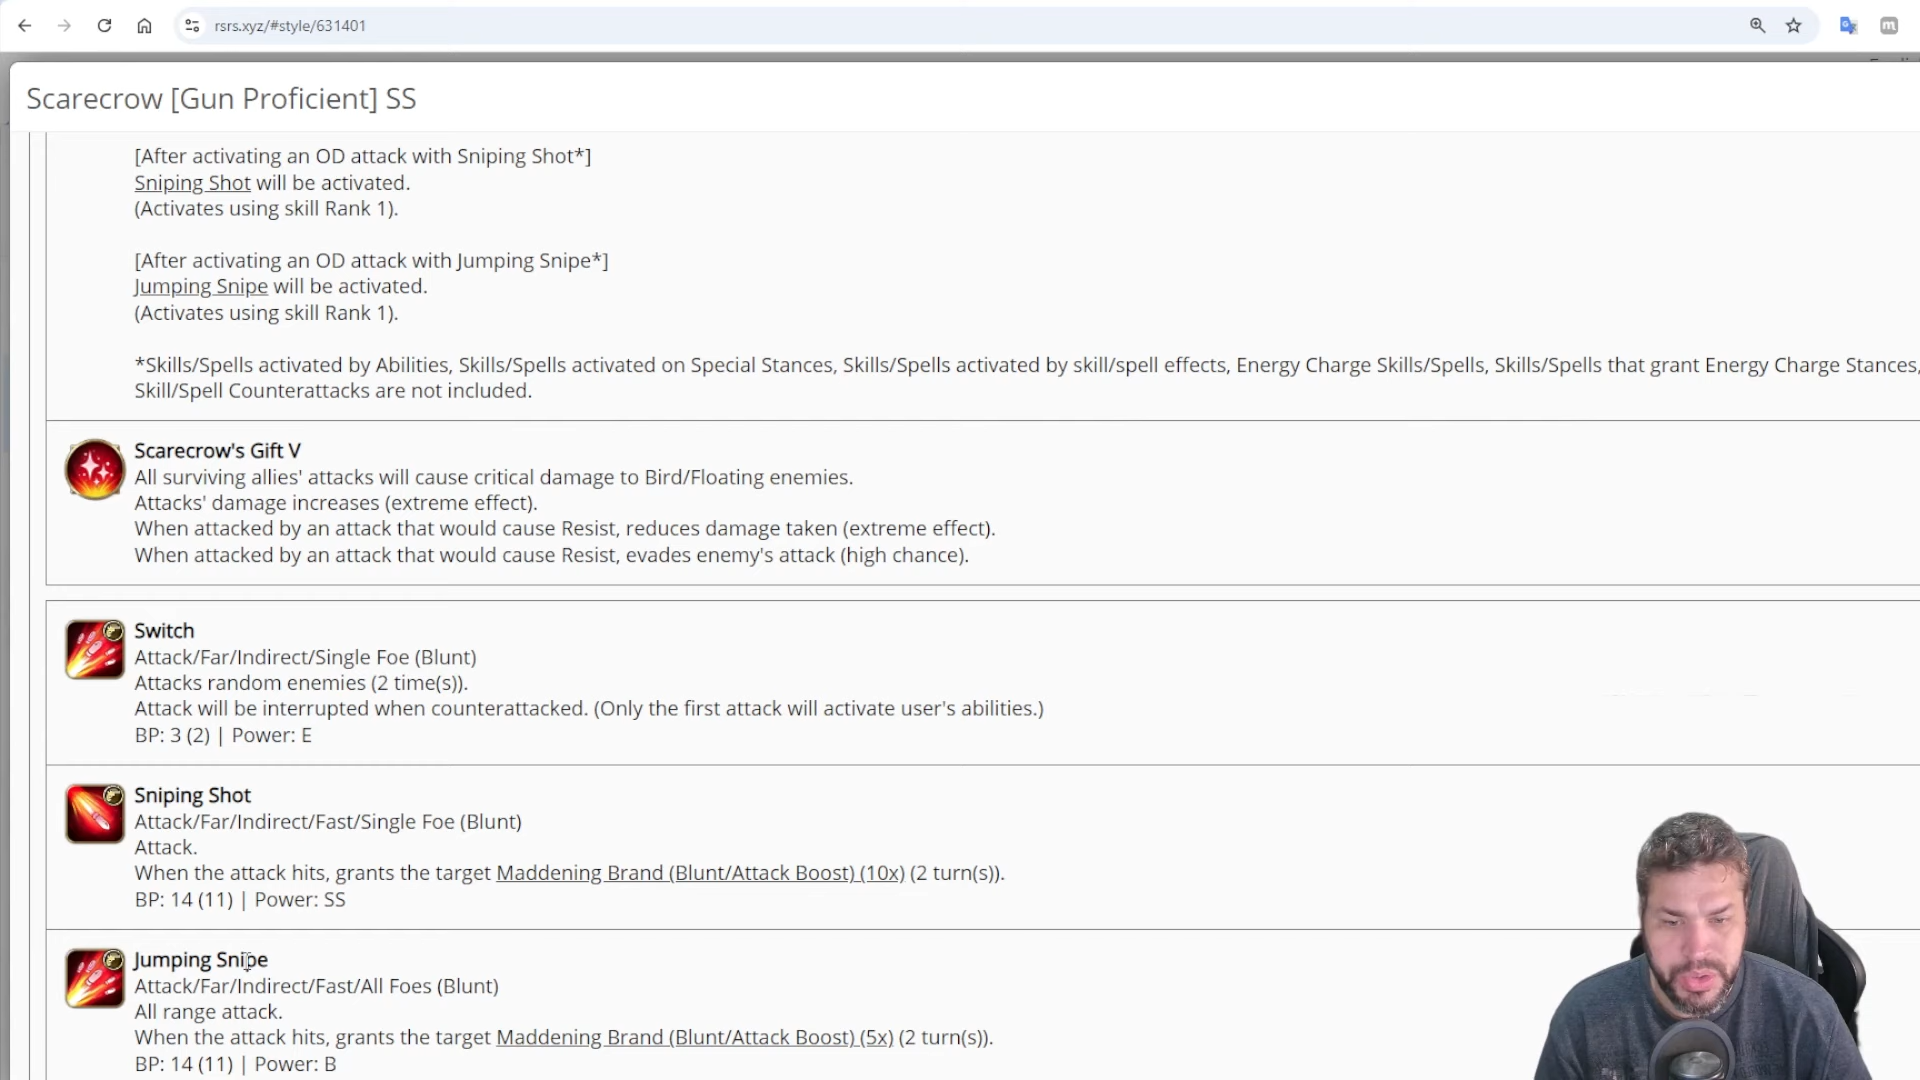 rsrs.xyz/#style/631401
Scarecrow [Gun Proficient] SS
[After activating an OD attack with Sniping Shot*]
Sniping Shot will be activated.
(Activates using skill Rank 1).
[After activating an OD attack with Jumping Snipe*]
Jumping Snipe will be activated.
(Activates using skill Rank 1).
*Skills/Spells activated by Abilities, Skills/Spells activated on Special Stances, Skills/Spells activated by skill/spell effects, Energy Charge Skills/Spells, Skills/Spells that grant Energy Charge Stances,
Skill/Spell Counterattacks are not included.
Scarecrow's Gift V
All surviving allies' attacks will cause critical damage to Bird/Floating enemies.
Attacks' damage increases (extreme effect).
When attacked by an attack that would cause Resist, reduces damage taken (extreme effect).
When attacked by an attack that would cause Resist, evades enemy's attack (high chance).
Switch
Attack/Far/Indirect/Single Foe (Blunt)
Attacks random enemies (2 time(s)).
Attack will be interrupted when counterattacked. (Only the first attack will activate user's abilities.)
BP: 3 (2) | Power: E
Sniping Shot
Attack/Far/Indirect/Fast/Single Foe (Blunt)
Attack.
When the attack hits, grants the target Maddening Brand (Blunt/Attack Boost) (10x) (2 turn(s)).
BP: 14 (11) | Power: SS
Jumping Snipe
Attack/Far/Indirect/Fast/All Foes (Blunt)
All range attack.
When the attack hits, grants the target Maddening Brand (Blunt/Attack Boost) (5x) (2 turn(s)).
BP: 14 (11) | Power: B